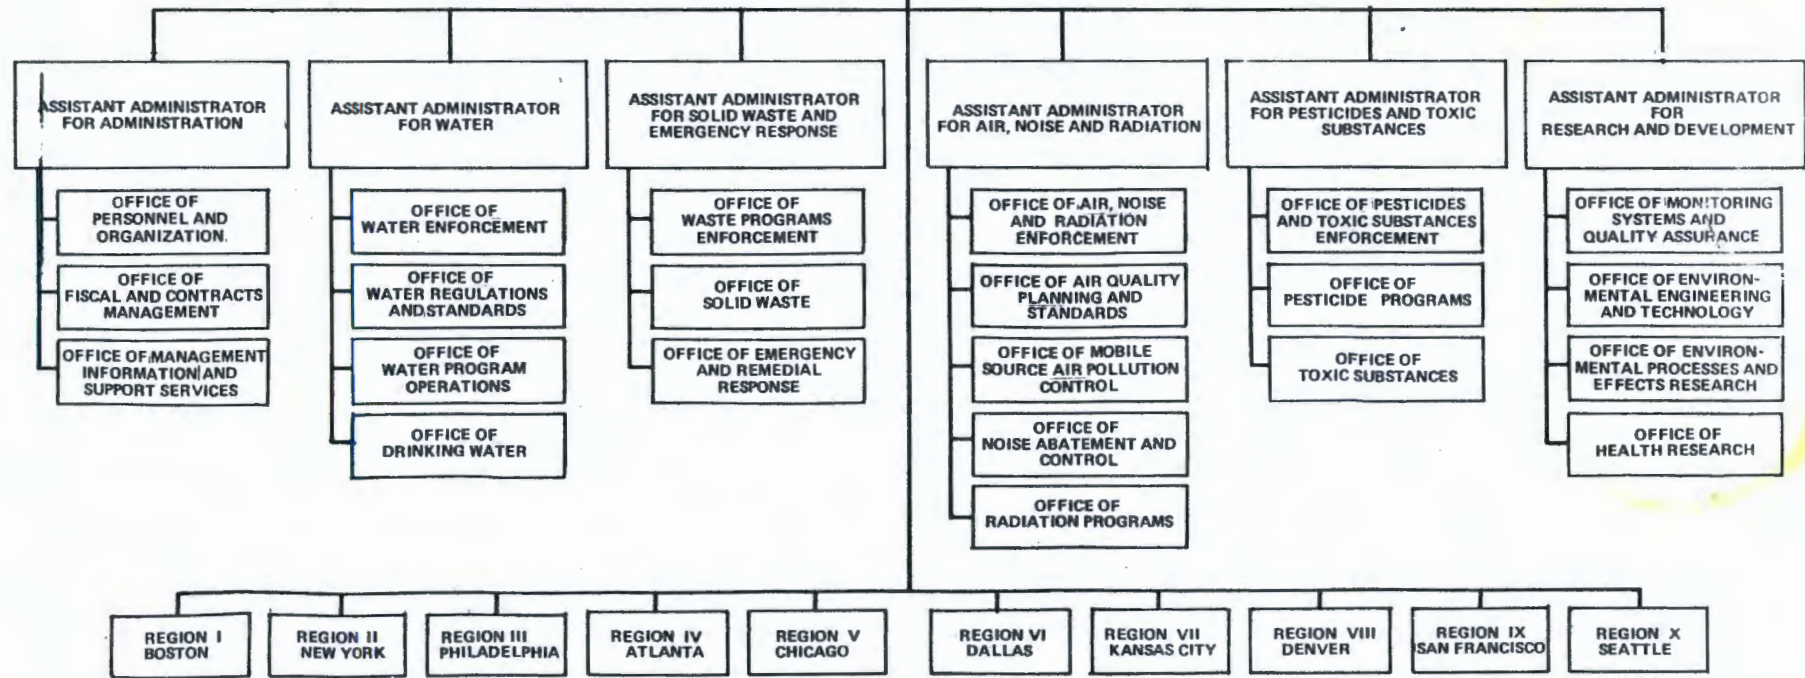 ASSISTANT ADMINISTRATOR
FOR ADMINISTRATION
OFFICE OF
PERSONNEL AND
ORGANIZATION.
OFFICE OF
FISCAL AND CONTRACTS
MANAGEMENT
OFFICE OF MANAGEMENT
INFORMATION AND
SUPPORT SERVICES
ASSISTANT ADMINISTRATOR
FOR WATER
OFFICE OF
WATER ENFORCEMENT
OFFICE OF
WATER REGULATIONS
AND STANDARDS
OFFICE OF
WATER PROGRAM
OPERATIONS
OFFICE OF
DRINKING WATER
ASSISTANT ADMINISTRATOR
FOR SOLID WASTE AND
EMERGENCY RESPONSE
OFFICE OF
WASTE PROGRAMS
ENFORCEMENT
OFFICE OF
SOLID WASTE
OFFICE OF EMERGENCY
AND REMEDIAL
RESPONSE
ASSISTANT ADMINISTRATOR
FOR AIR, NOISE AND RADIATION
OFFICE OF AIR, NOISE
AND RADIATION
ENFORCEMENT
OFFICE OF AIR QUALITY
PLANNING AND
STANDARDS
OFFICE OF MOBILE
SOURCE AIR POLLUTION
CONTROL
OFFICE OF
NOISE ABATEMENT AND
CONTROL
OFFICE OF
RADIATION PROGRAMS
ASSISTANT ADMINISTRATOR
FOR PESTICIDES AND TOXIC
SUBSTANCES
OFFICE OF PESTICIDES
AND TOXIC SUBSTANCES
ENFORCEMENT
OFFICE OF
PESTICIDE PROGRAMS
OFFICE OF
TOXIC SUBSTANCES
ASSISTANT ADMINISTRATOR
FOR
RESEARCH AND DEVELOPMENT
OFFICE OF MONITORING
SYSTEMS AND
QUALITY ASSURANCE
OFFICE OF ENVIRON-
MENTAL ENGINEERING
AND TECHNOLOGY
OFFICE OF ENVIRON-
MENTAL PROCESSES AND
EFFECTS RESEARCH
OFFICE OF
HEALTH RESEARCH
REGION I
BOSTON
REGION II
NEW YORK
REGION III
PHILADELPHIA
REGION IV
ATLANTA
REGION V
CHICAGO
REGION VI
DALLAS
REGION VII
KANSAS CITY
REGION VIII
DENVER
REGION IX
SAN FRANCISCO
REGION X
SEATTLE